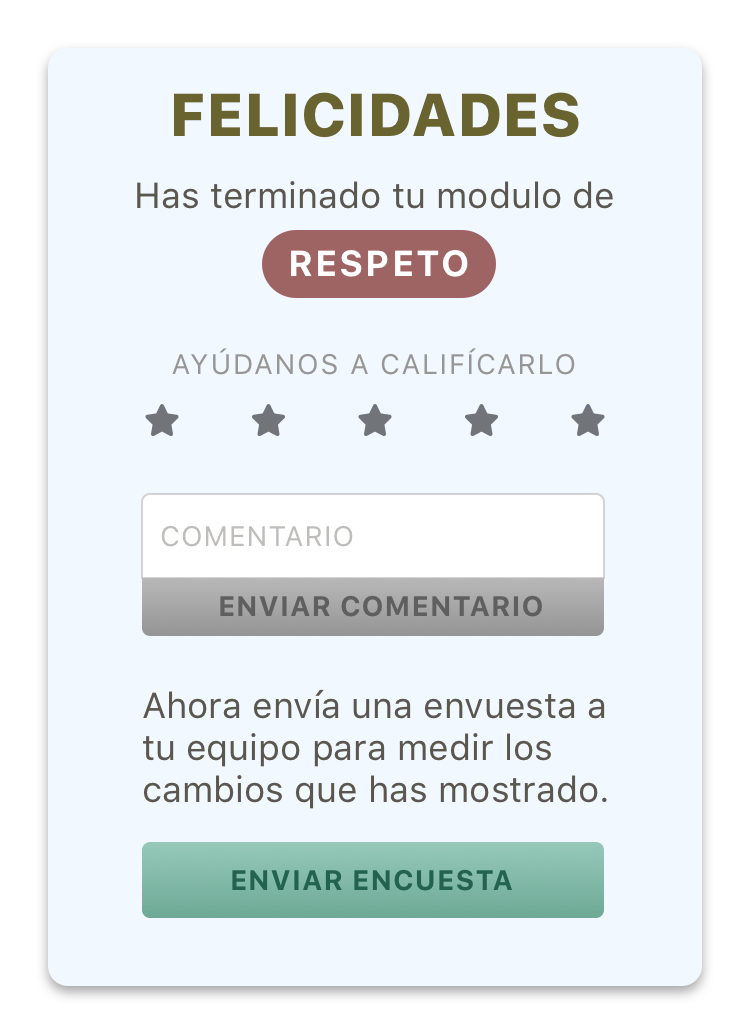 FELICIDADES
Has terminado tu modulo de
RESPETO
AYÚDANOS A CALIFÍCARLO
COMENTARIO
ENVIAR COMENTARIO
Ahora envía una envuesta a
tu equipo para medir los
cambios que has mostrado.
ENVIAR ENCUESTA